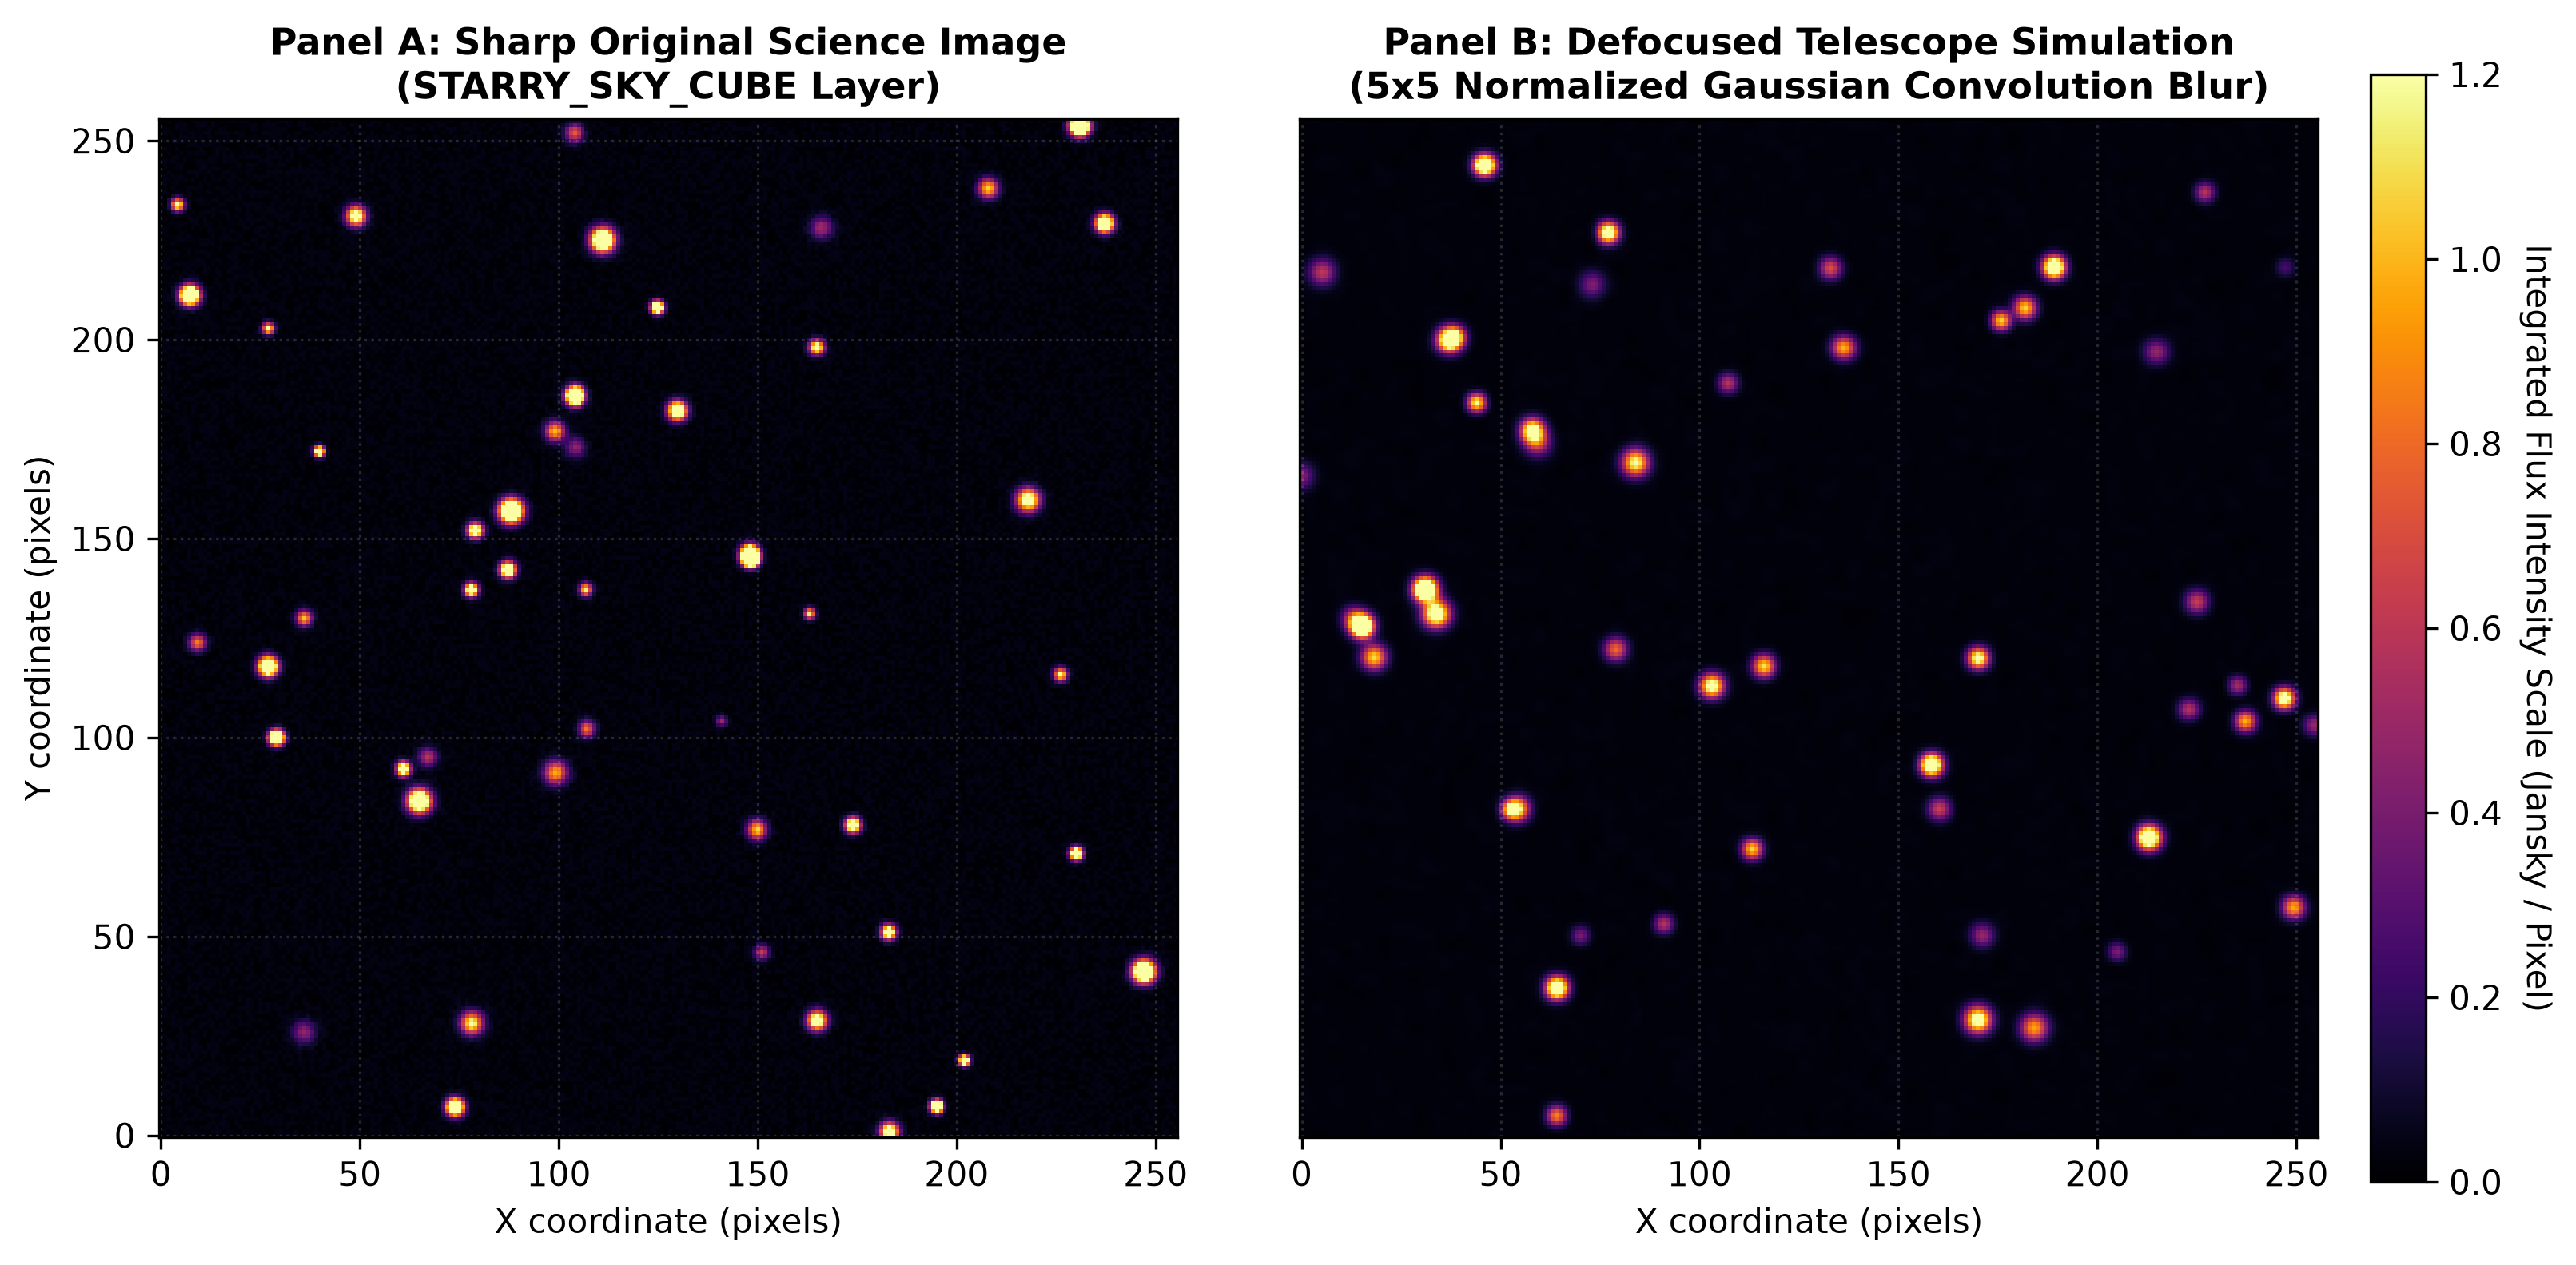 Panel A: Sharp Original Science Image
(STARRY_SKY_CUBE Layer)
Panel B: Defocused Telescope Simulation
(5x5 Normalized Gaussian Convolution Blur)
250
200
150
100
50
0
Y coordinate (pixels)
0 50 100 150 200 250
X coordinate (pixels)
0 50 100 150 200 250
X coordinate (pixels)
1.2
1.0
0.8
0.6
0.4
0.2
0.0
Integrated Flux Intensity Scale (Jansky / Pixel)